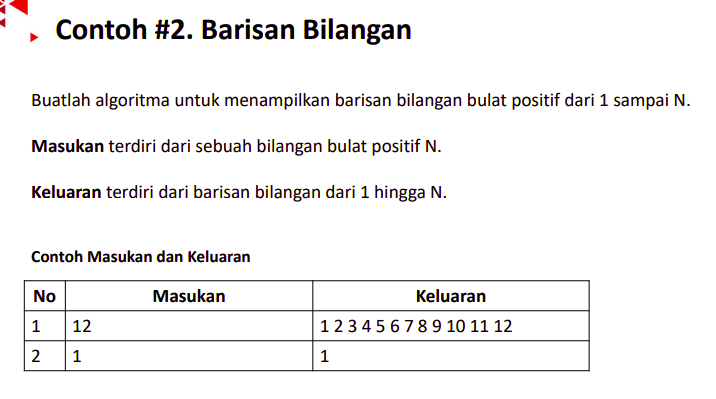 Contoh #2. Barisan Bilangan
Buatlah algoritma untuk menampilkan barisan bilangan bulat positif dari 1 sampai N.
Masukan terdiri dari sebuah bilangan bulat positif N.
Keluaran terdiri dari barisan bilangan dari 1 hingga N.
Contoh Masukan dan Keluaran
No Masukan Keluaran
1 12 1 2 3 4 5 6 7 8 9 10 11 12
2 1 1